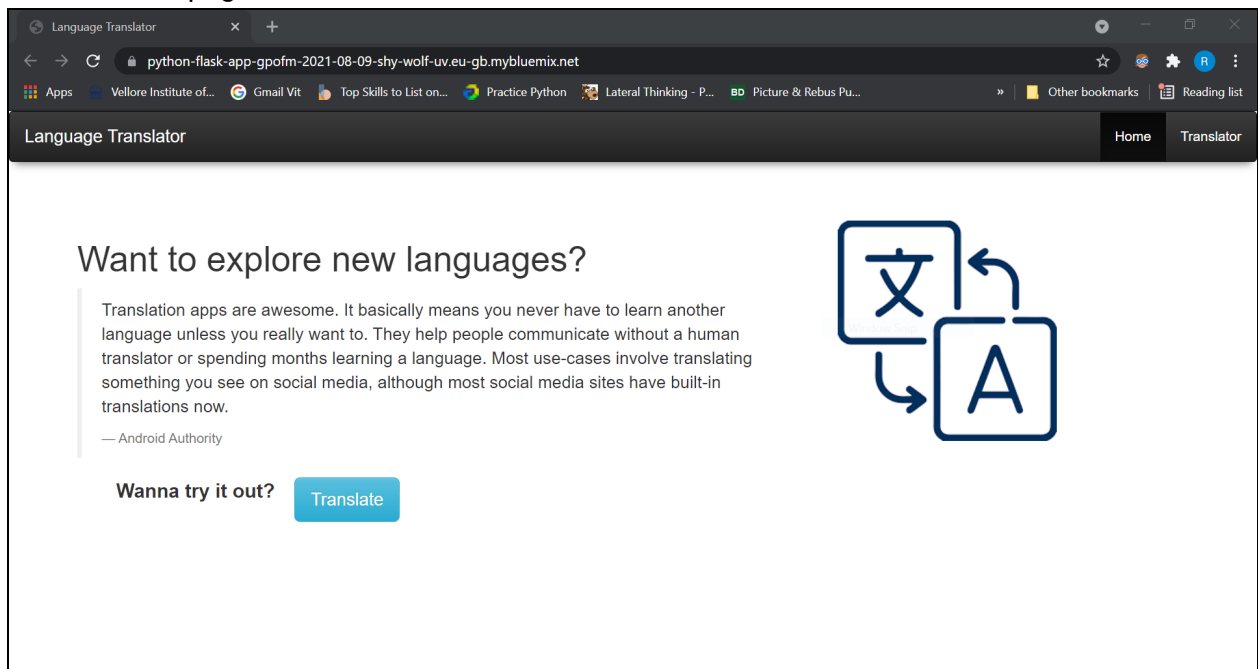 Language Translator
python-flask-app-gpofm-2021-08-09-shy-wolf-uv.eu-gb.mybluemix.net
R
Apps Vellore Institute of... Gmail Vit Top Skills to List on... Practice Python Lateral Thinking - P... BD Picture & Rebus Pu... » Other bookmarks Reading list
Language Translator Home Translator
Want to explore new languages?
Translation apps are awesome. It basically means you never have to learn another
language unless you really want to. They help people communicate without a human
translator or spending months learning a language. Most use-cases involve translating
something you see on social media, although most social media sites have built-in
translations now.
— Android Authority
Wanna try it out? Translate
文
A
Window Snip